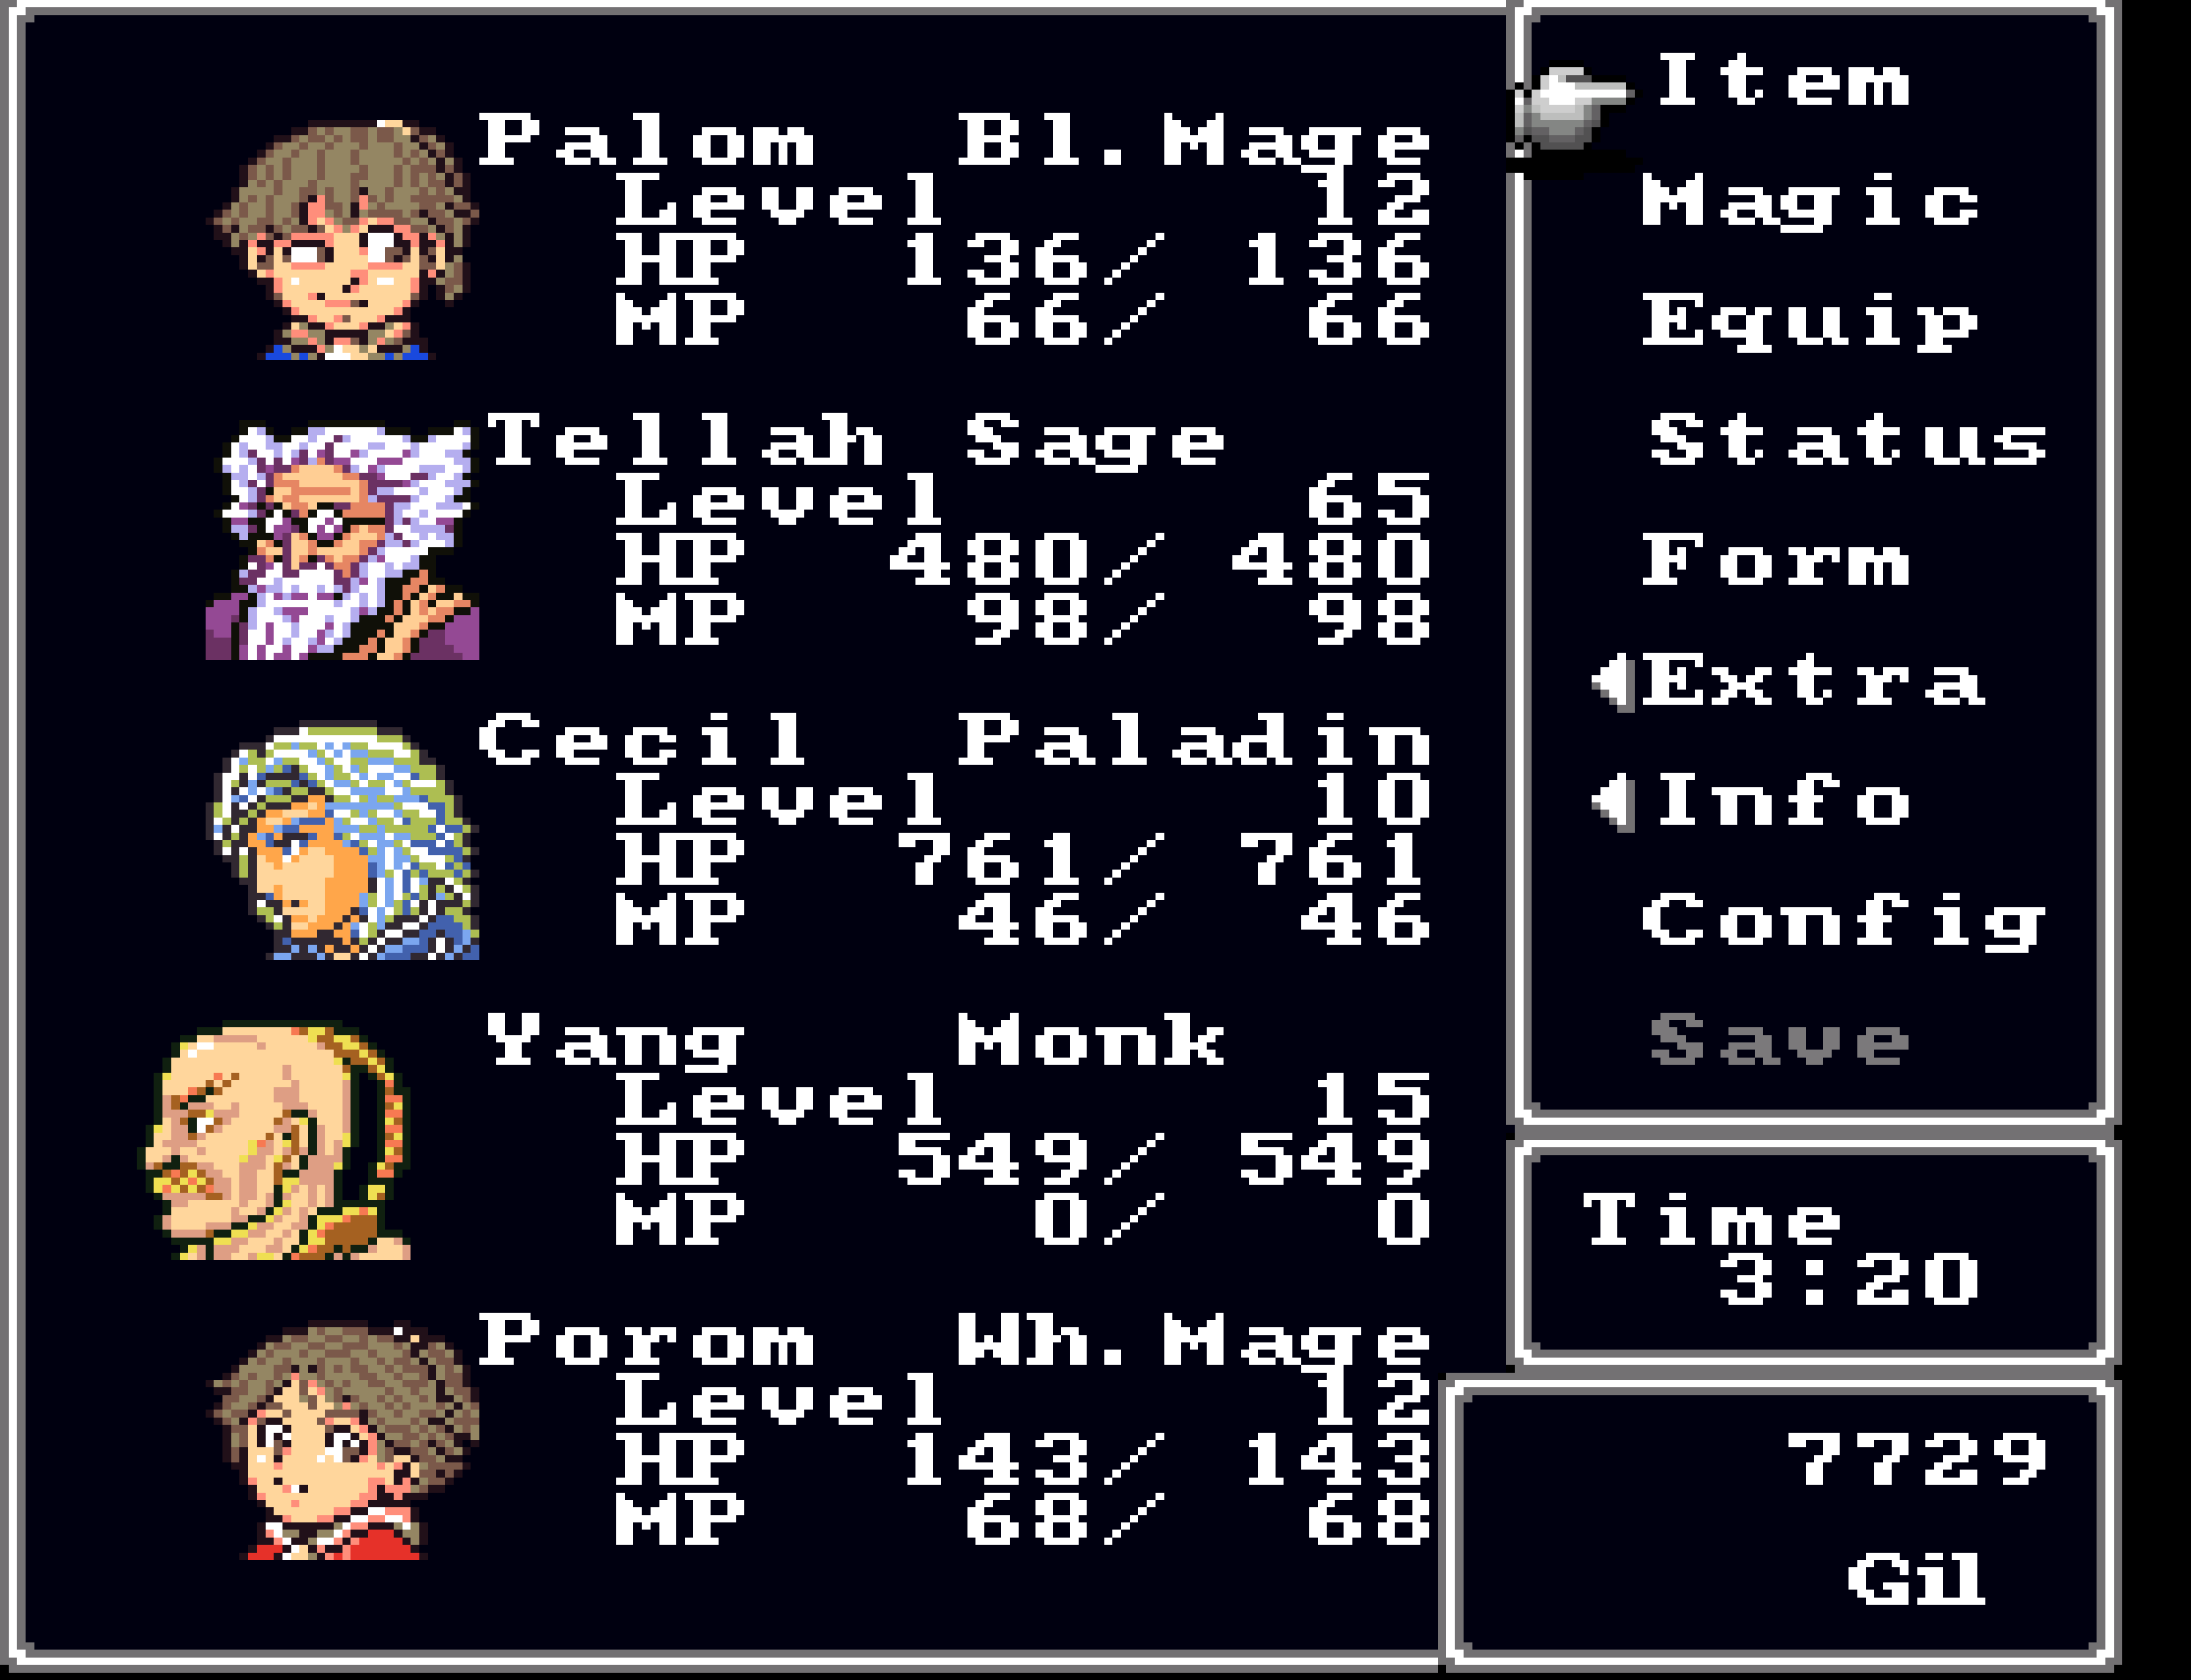 Palom Bl.Mage
Level 12
HP 136/ 136
MP 66/ 66
Tellah Sage
Level 65
HP 480/ 480
MP 98/ 98
Cecil Paladin
Level 10
HP 761/ 761
MP 46/ 46
Yang Monk
Level 15
HP 549/ 549
MP 0/ 0
Porom Wh.Mage
Level 12
HP 143/ 143
MP 68/ 68
Item
Magic
Equip
Status
Form
Extra
Info
Config
Save
Time
3:20
7729
Gil